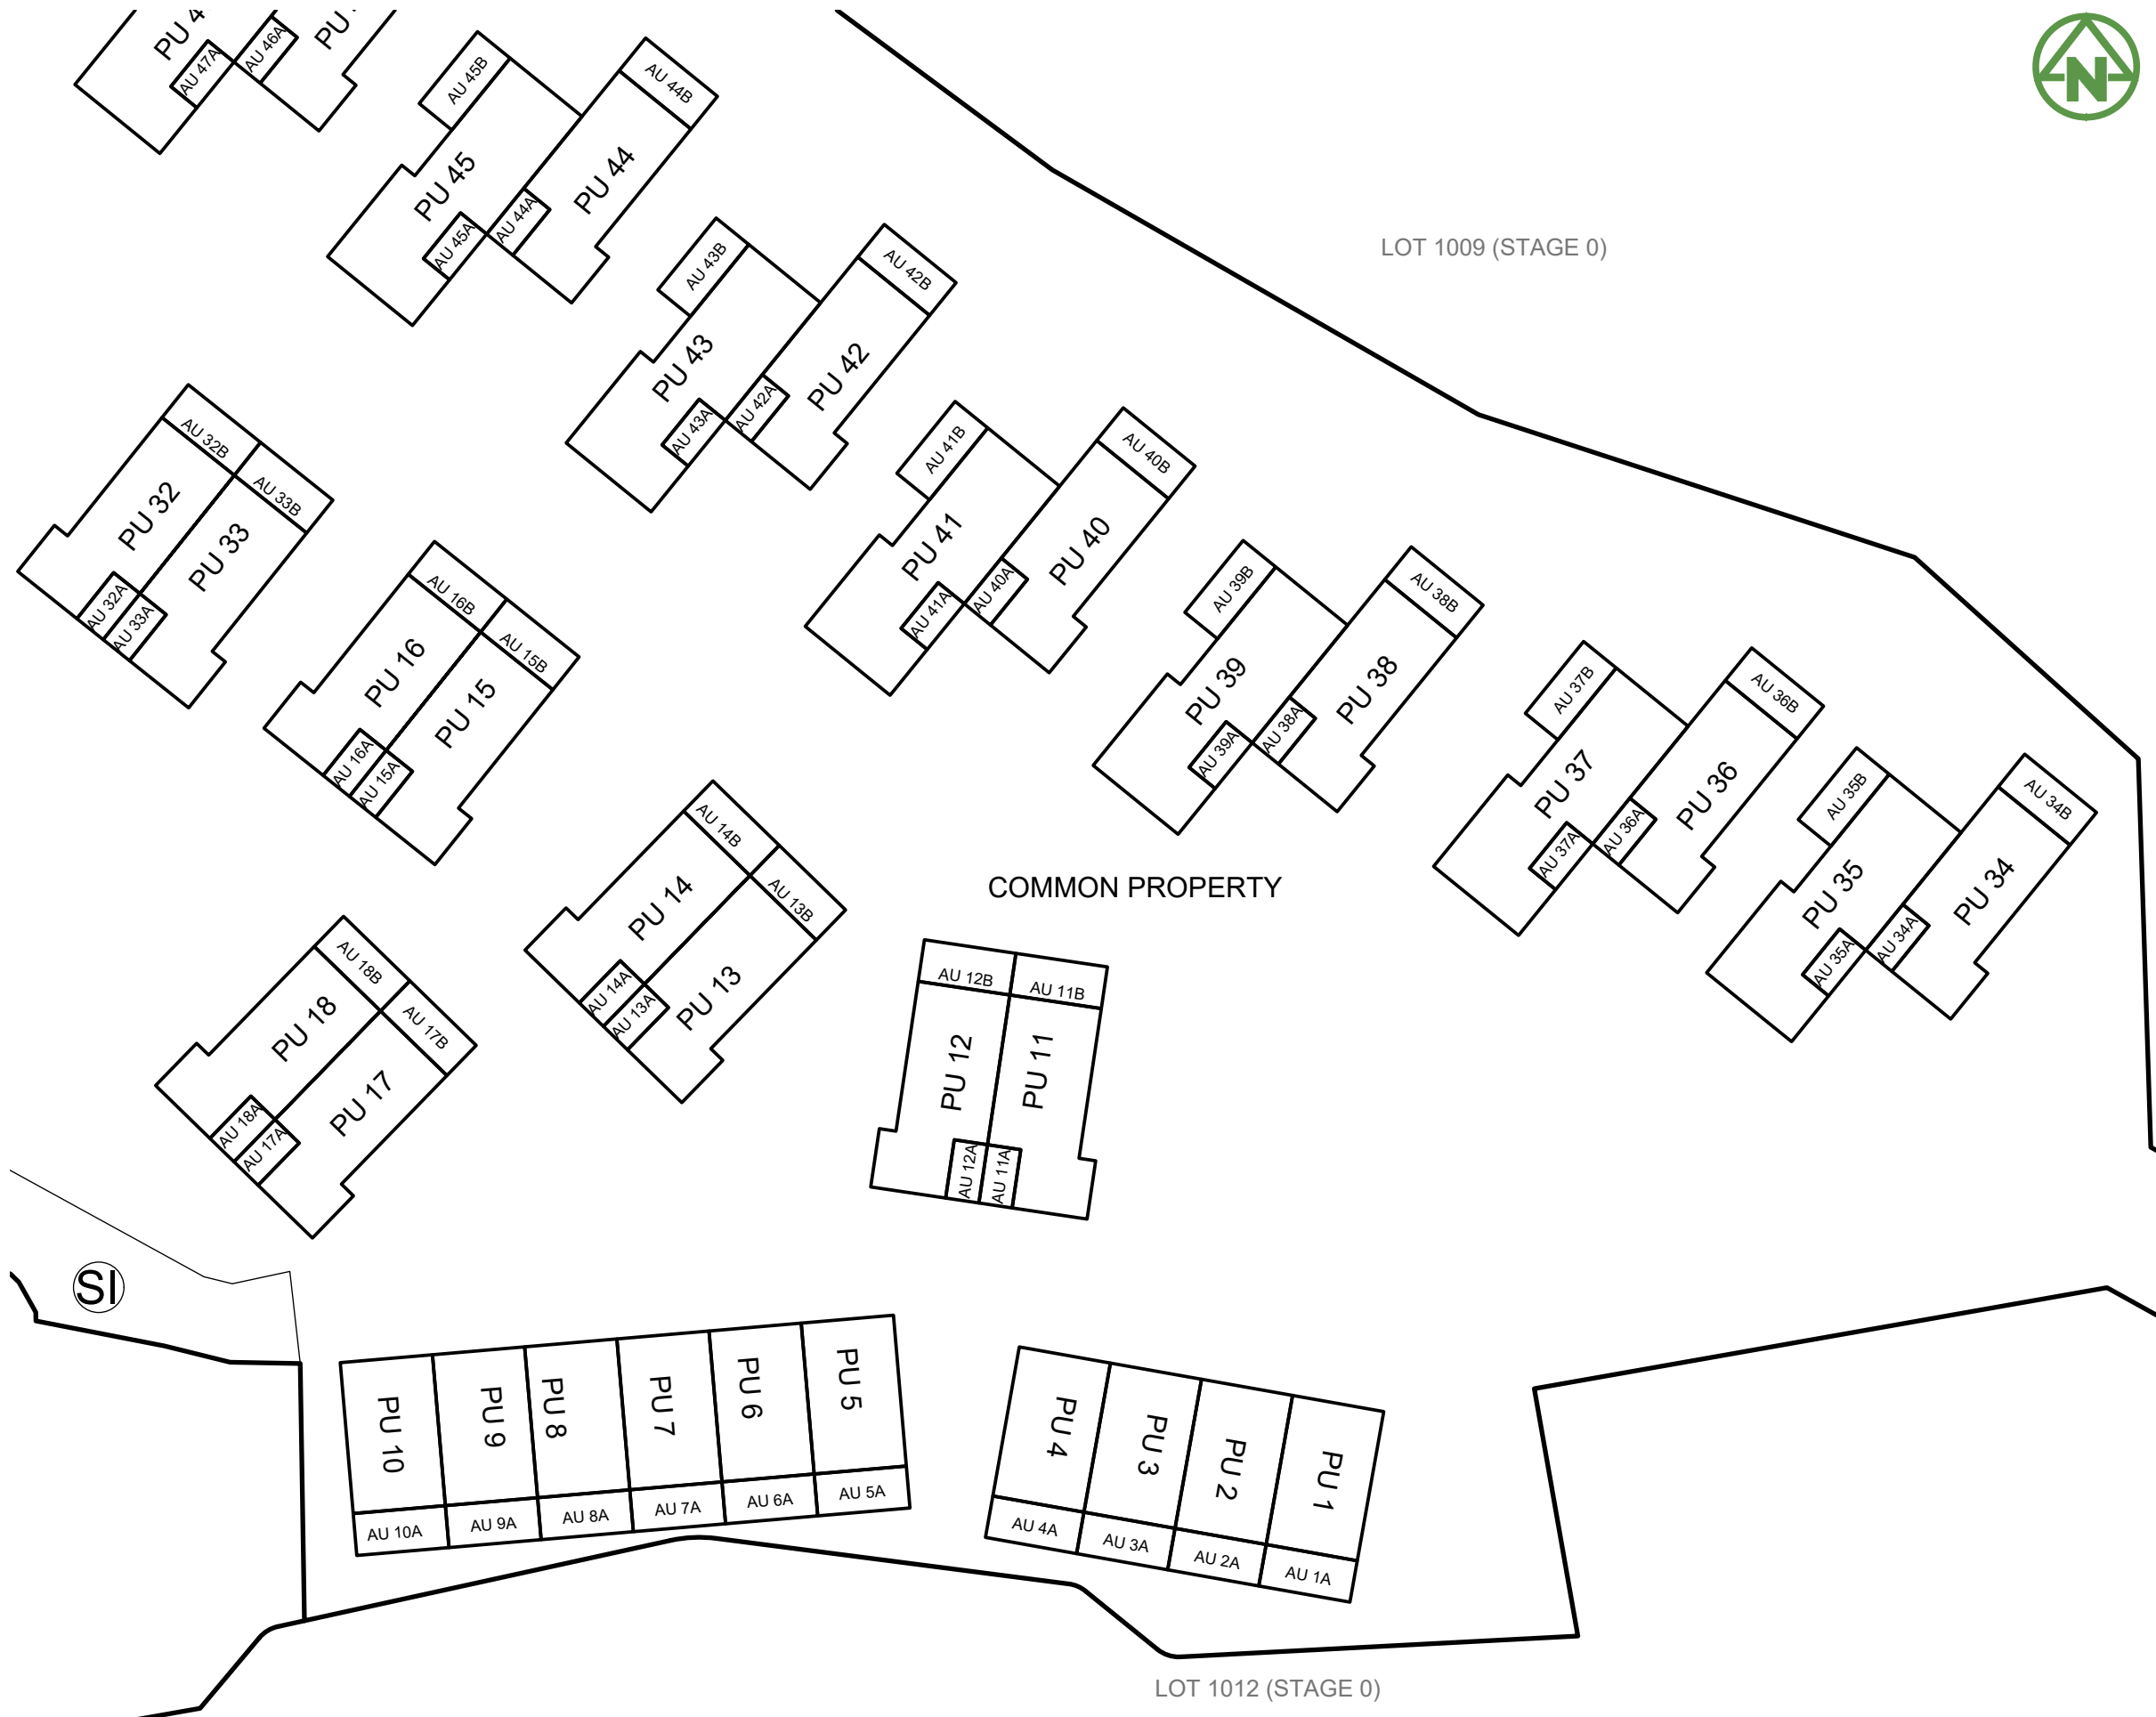 N
PU 4
AU 47A
AU 46A
PU
AU 45B
AU 44B
PU 45
PU 44
AU 45A
AU 44A
AU 43B
AU 42B
LOT 1009 (STAGE 0)
PU 43
PU 42
AU 43A
AU 42A
AU 32B
AU 33B
PU 32
PU 33
AU 32A
AU 33A
AU 41B
AU 40B
PU 41
PU 40
AU 41A
AU 40A
AU 16B
AU 15B
PU 16
PU 15
AU 16A
AU 15A
AU 39B
AU 38B
PU 39
PU 38
AU 39A
AU 38A
AU 37B
AU 36B
PU 37
PU 36
AU 37A
AU 36A
AU 35B
AU 34B
PU 35
PU 34
AU 35A
AU 34A
AU 14B
AU 13B
PU 14
PU 13
AU 14A
AU 13A
COMMON PROPERTY
AU 18B
AU 17B
PU 18
PU 17
AU 18A
AU 17A
AU 12B
AU 11B
PU 12
PU 11
AU 12A
AU 11A
SI
PU 10
PU 9
PU 8
PU 7
PU 6
PU 5
AU 10A
AU 9A
AU 8A
AU 7A
AU 6A
AU 5A
PU 4
PU 3
PU 2
PU 1
AU 4A
AU 3A
AU 2A
AU 1A
LOT 1012 (STAGE 0)